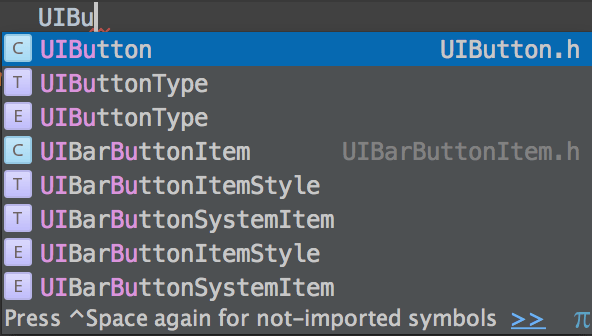 UIBu
C UIButton UIButton.h
T UIButtonType
E UIButtonType
C UIBarButtonItem UIBarButtonItem.h
T UIBarButtonItemStyle
T UIBarButtonSystemItem
E UIBarButtonItemStyle
E UIBarButtonSystemItem
Press ^Space again for not-imported symbols >> π